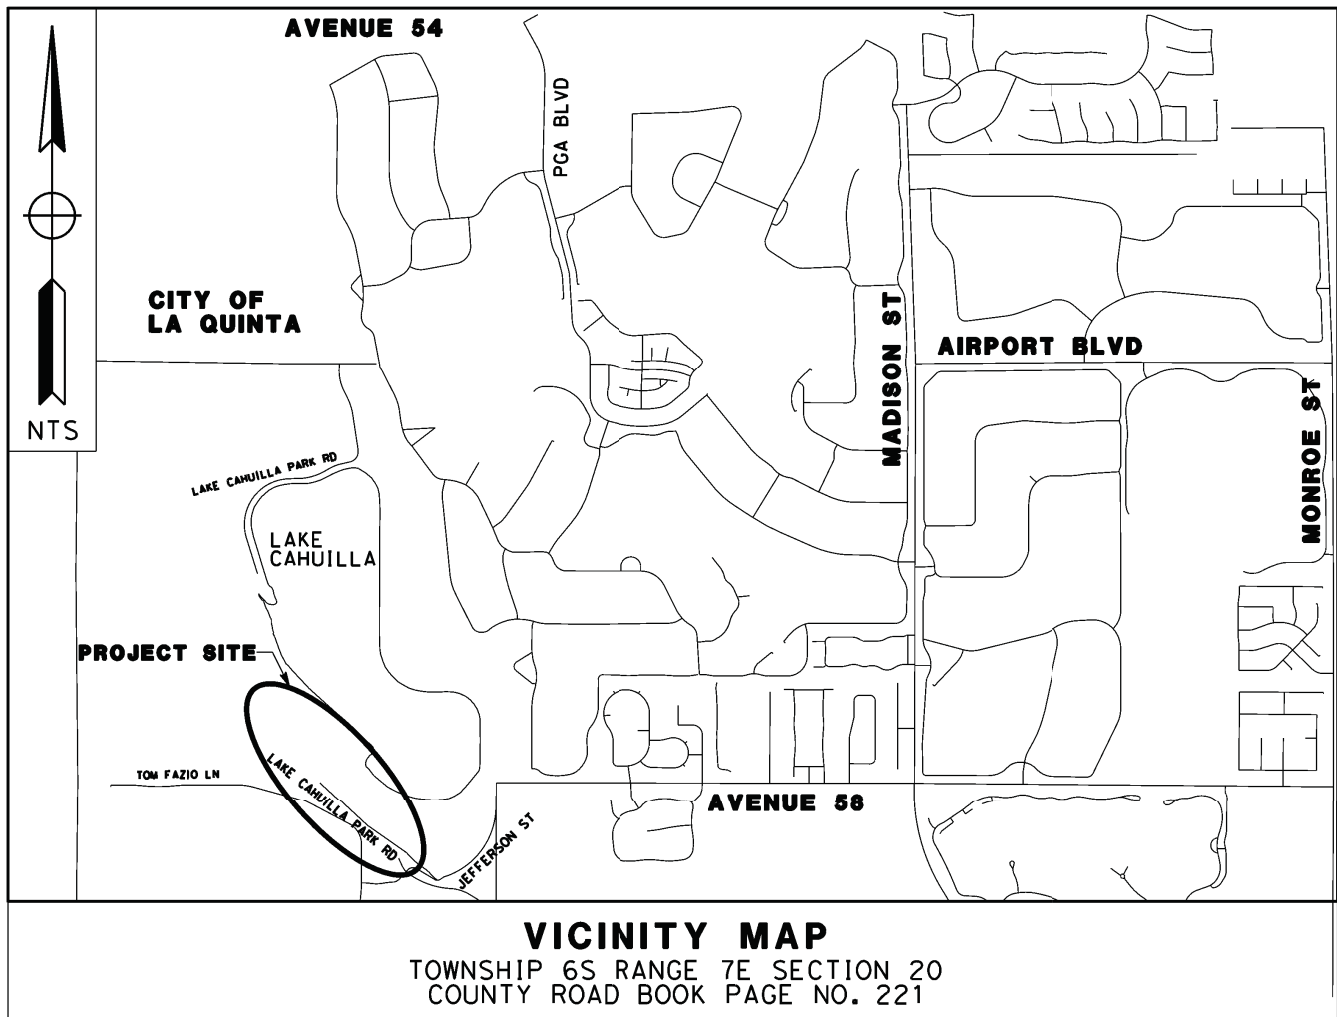 AVENUE 54
PGA BLVD
CITY OF
LA QUINTA
MADISON ST
AIRPORT BLVD
MONROE ST
NTS
LAKE CAHUILLA PARK RD
LAKE
CAHUILLA
PROJECT SITE
TOM FAZIO LN
LAKE CAHUILLA PARK RD
JEFFERSON ST
AVENUE 58
VICINITY MAP
TOWNSHIP 6S RANGE 7E SECTION 20
COUNTY ROAD BOOK PAGE NO. 221